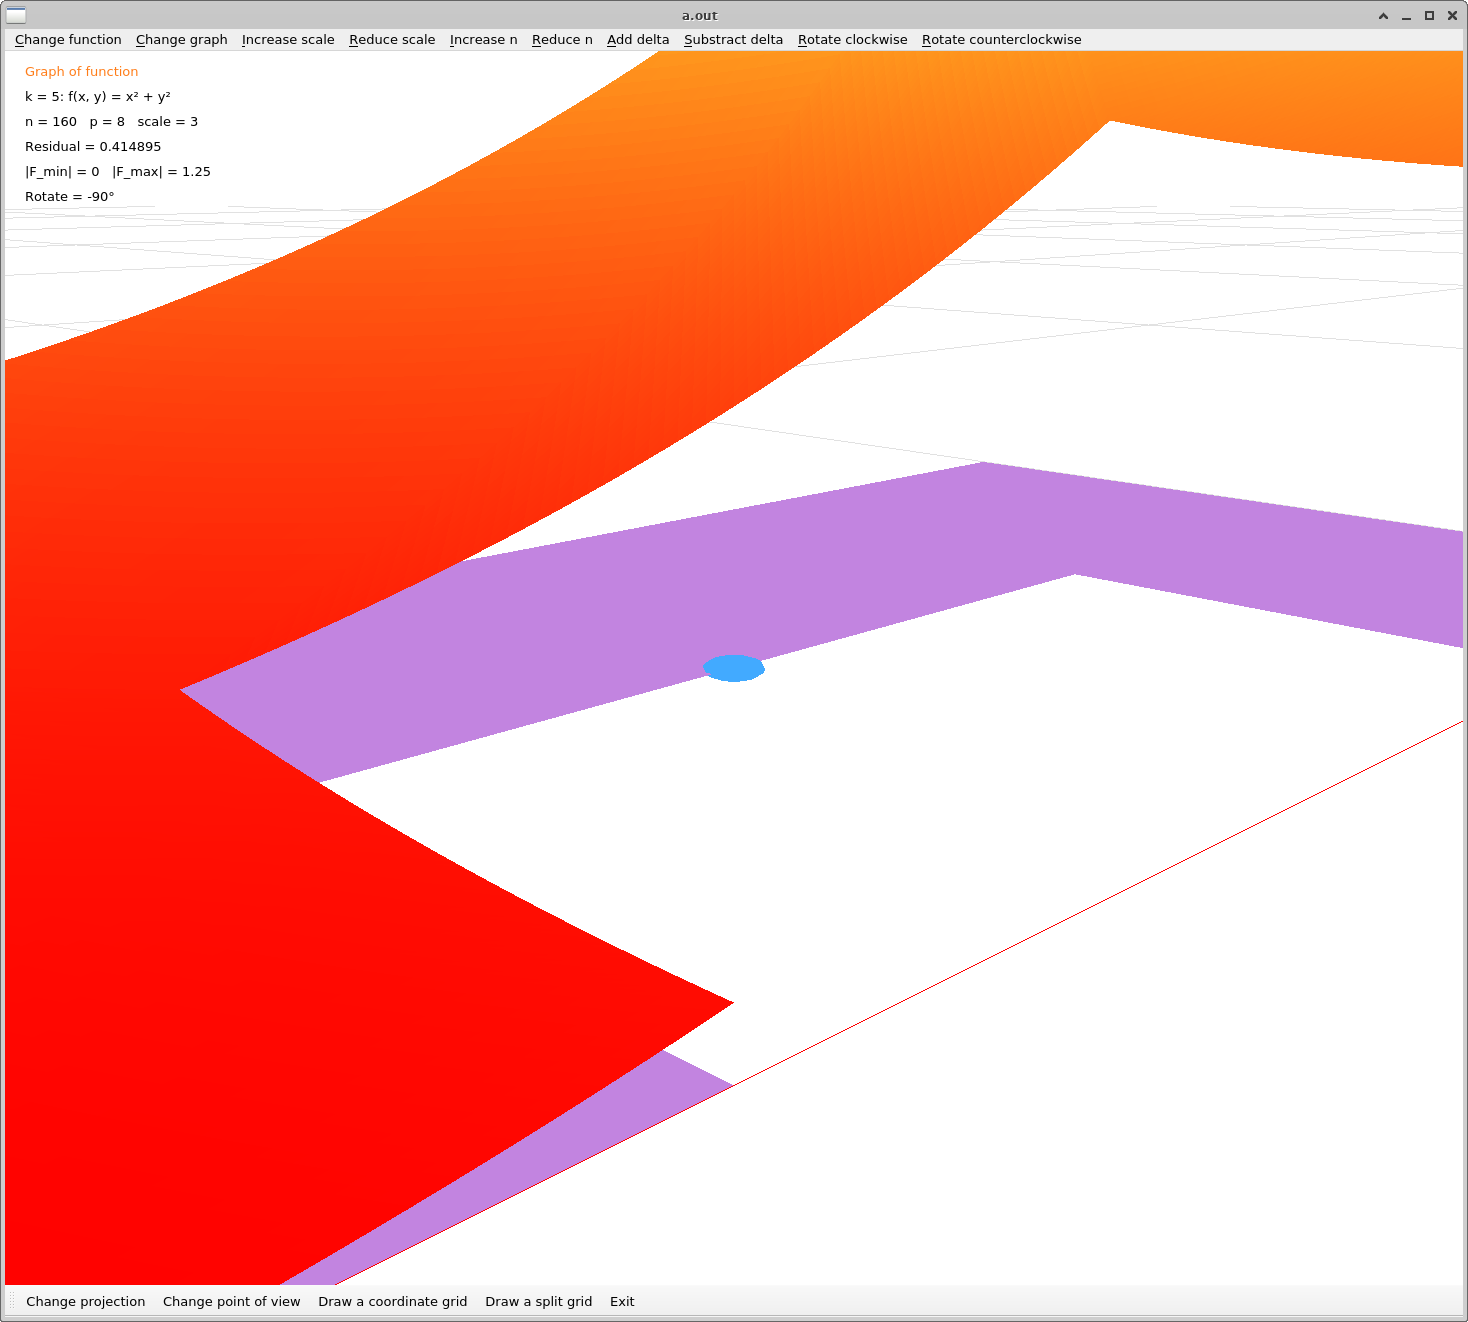 a.out
Change function Change graph Increase scale Reduce scale Increase n Reduce n Add delta Substract delta Rotate clockwise Rotate counterclockwise
Graph of function
k = 5: f(x, y) = x² + y²
n = 160 p = 8 scale = 3
Residual = 0.414895
|F_min| = 0 |F_max| = 1.25
Rotate = -90°
Change projection Change point of view Draw a coordinate grid Draw a split grid Exit